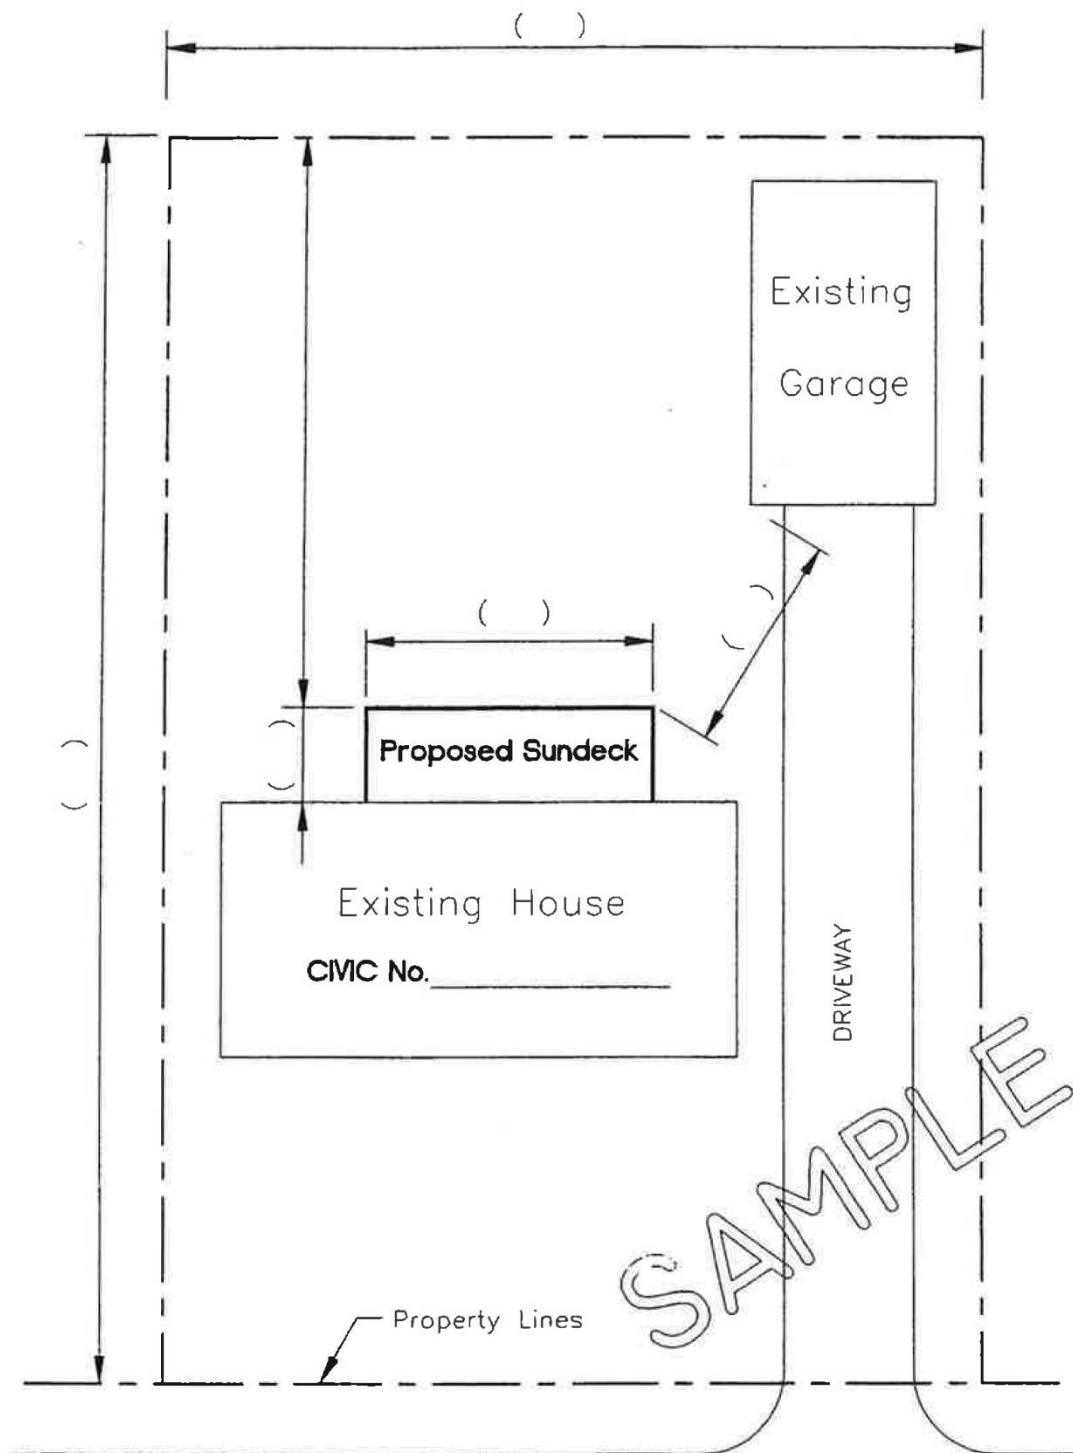 ( )
Existing
Garage
( )
( )
( )
( )
Proposed Sundeck
Existing House
CIVIC No.
DRIVEWAY
SAMPLE
Property Lines